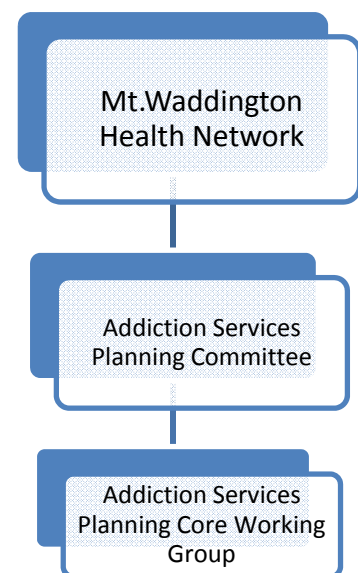 Mt.Waddington
Health Network
Addiction Services
Planning Committee
Addiction Services
Planning Core Working
Group